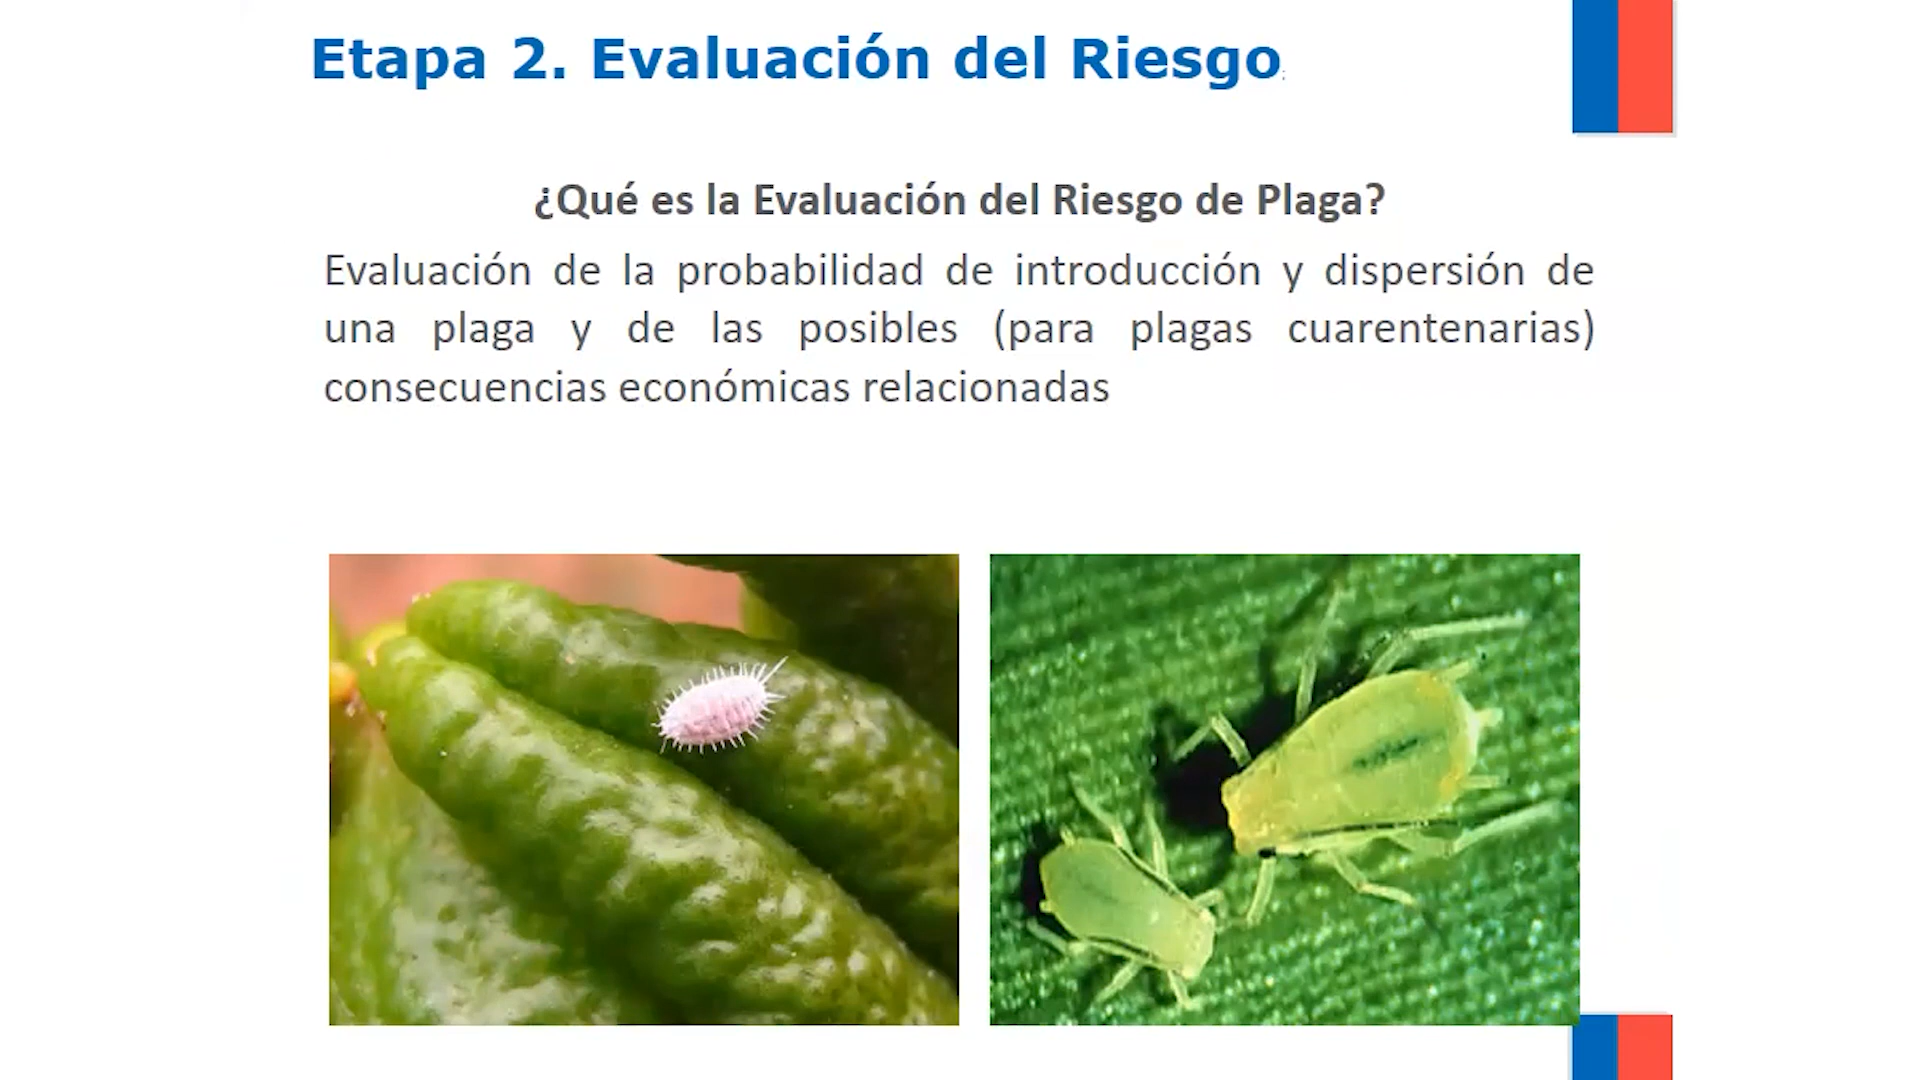 Etapa 2. Evaluación del Riesgo:
¿Qué es la Evaluación del Riesgo de Plaga?
Evaluación de la probabilidad de introducción y dispersión de
una plaga y de las posibles (para plagas cuarentenarias)
consecuencias económicas relacionadas